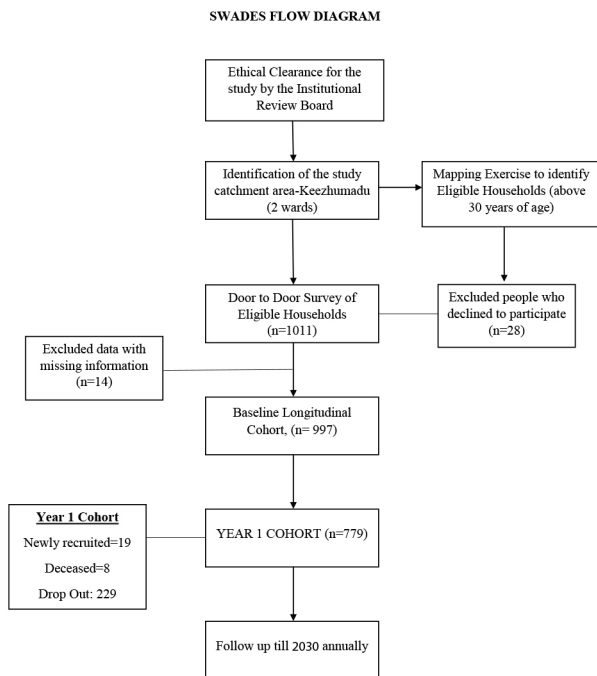 SWADES FLOW DIAGRAM
Ethical Clearance for the
study by the Institutional
Review Board
Identification of the study
catchment area-Keezhumadu
(2 wards)
Mapping Exercise to identify
Eligible Households (above
30 years of age)
Door to Door Survey of
Eligible Households
(n=1011)
Excluded people who
declined to participate
(n=28)
Excluded data with
missing information
(n=14)
Baseline Longitudinal
Cohort, (n= 997)
Year 1 Cohort
Newly recruited=19
Deceased=8
Drop Out: 229
YEAR 1 COHORT (n=779)
Follow up till 2030 annually